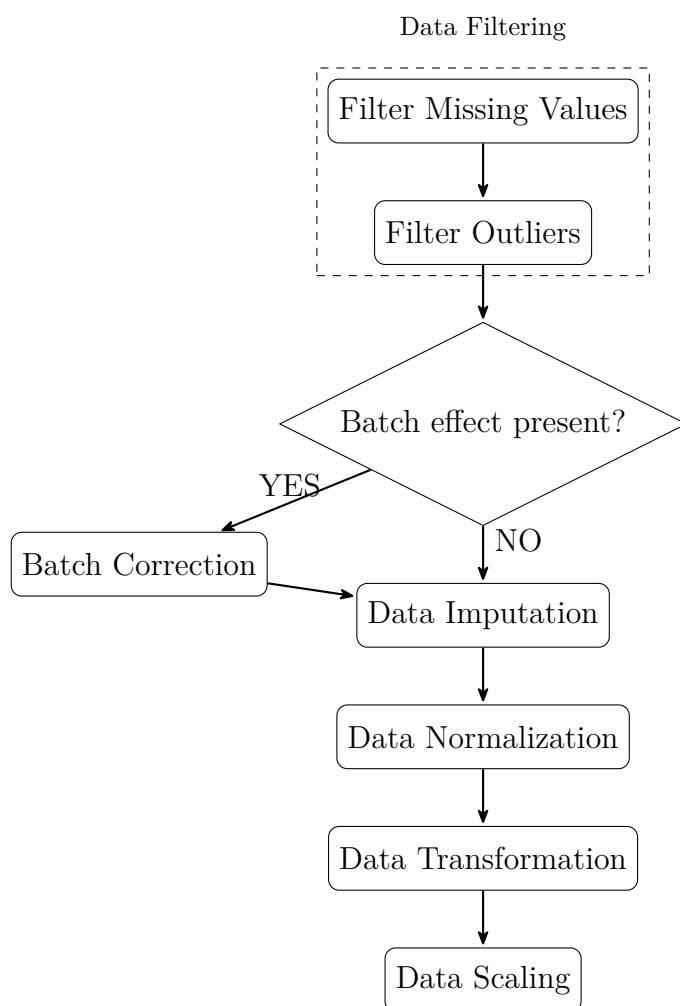 Data Filtering
Filter Missing Values
Filter Outliers
Batch effect present?
YES
NO
Batch Correction
Data Imputation
Data Normalization
Data Transformation
Data Scaling